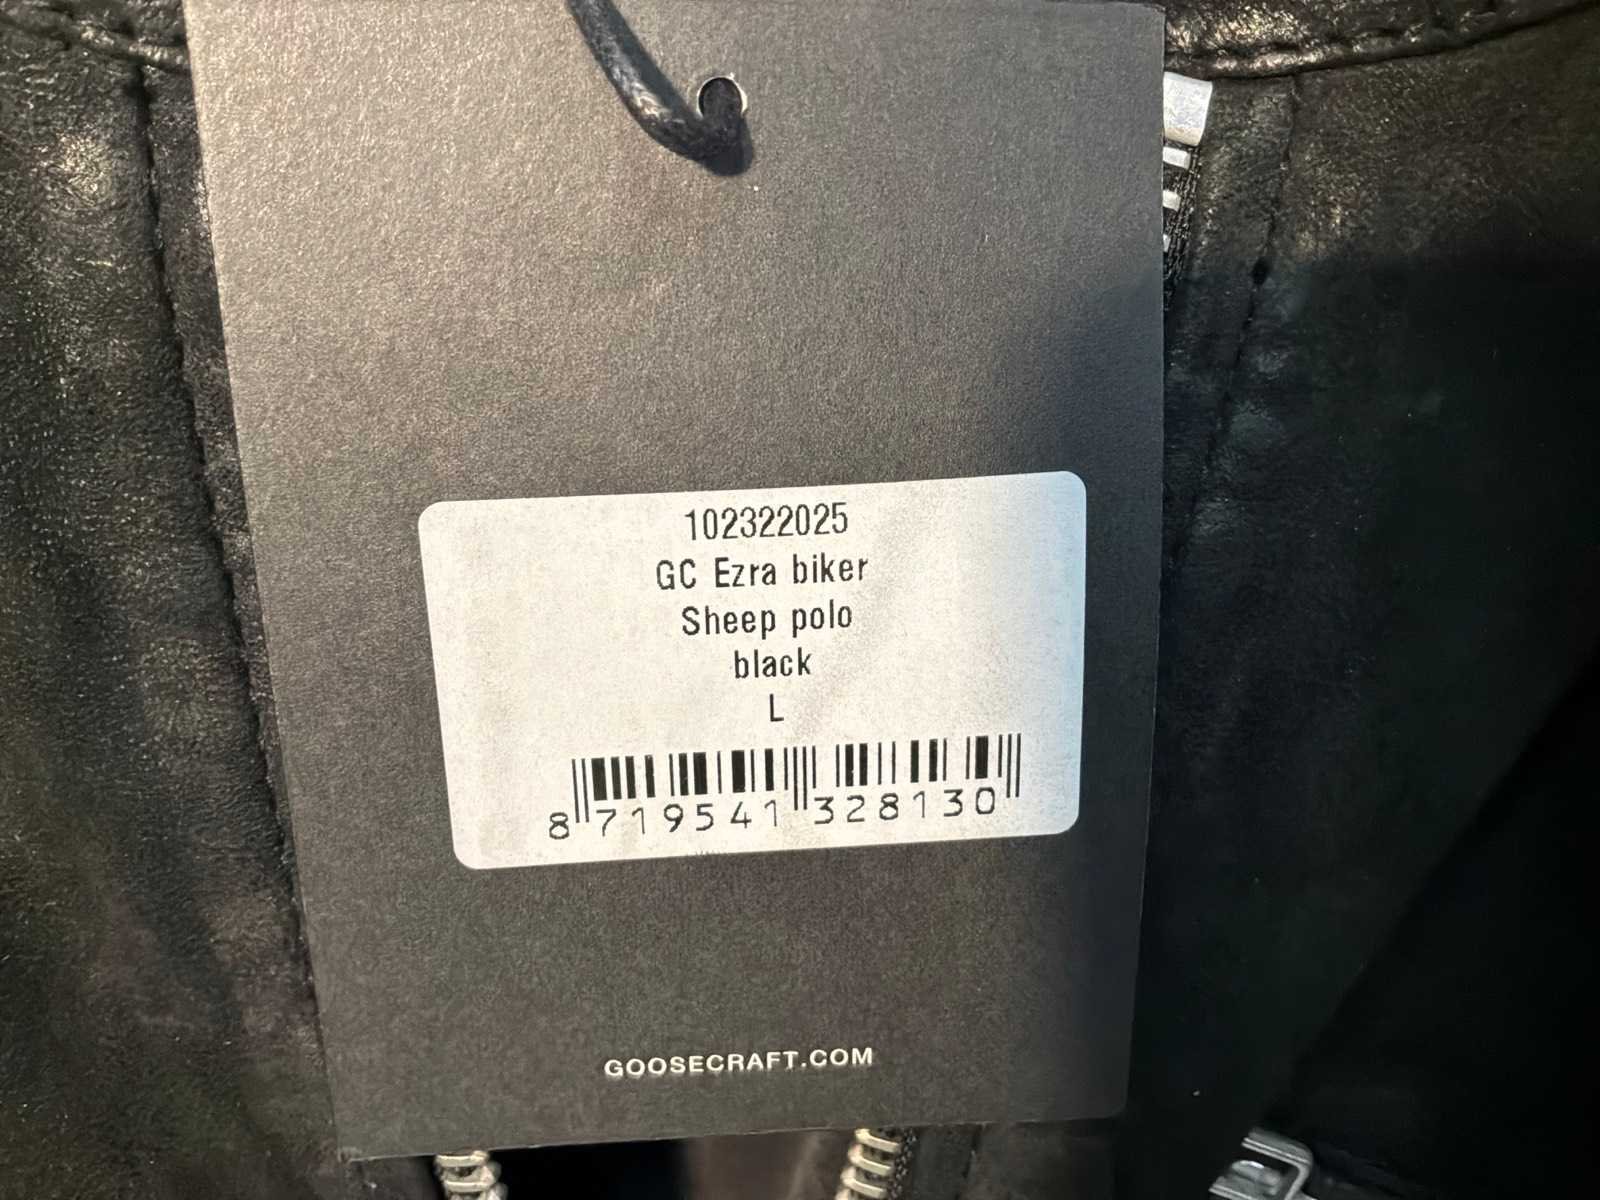 102322025
GC Ezra biker
Sheep polo
black
L
8 719541 328130
GOOSECRAFT.COM